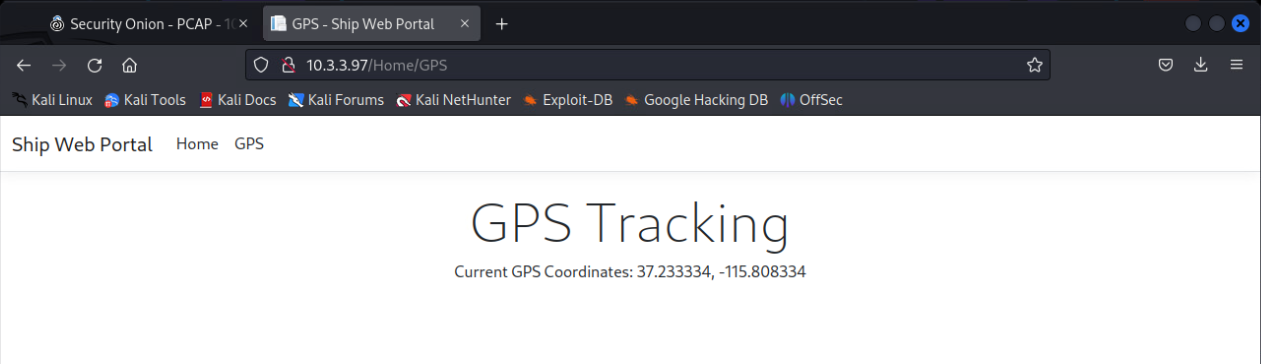 Security Onion - PCAP - 10
GPS - Ship Web Portal
10.3.3.97/Home/GPS
Kali Linux Kali Tools Kali Docs Kali Forums Kali NetHunter Exploit-DB Google Hacking DB OffSec
Ship Web Portal Home GPS
GPS Tracking
Current GPS Coordinates: 37.233334, -115.808334